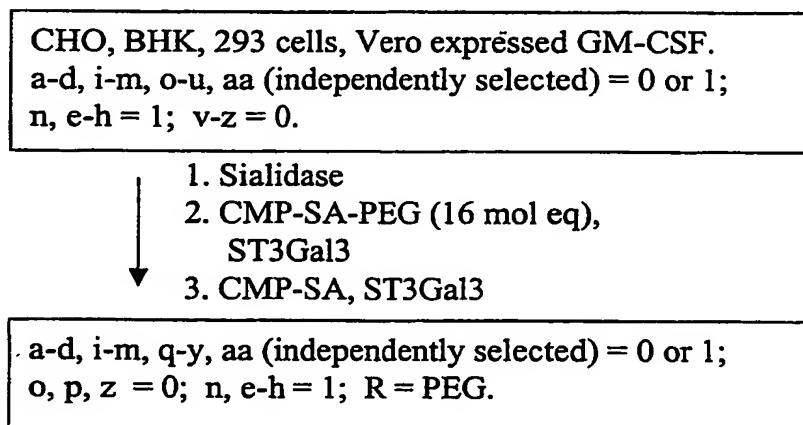 CHO, BHK, 293 cells, Vero expressed GM-CSF.
a-d, i-m, o-u, aa (independently selected) = 0 or 1;
n, e-h = 1; v-z = 0.
1. Sialidase
2. CMP-SA-PEG (16 mol eq),
ST3Gal3
3. CMP-SA, ST3Gal3
a-d, i-m, q-y, aa (independently selected) = 0 or 1;
o, p, z = 0; n, e-h = 1; R = PEG.